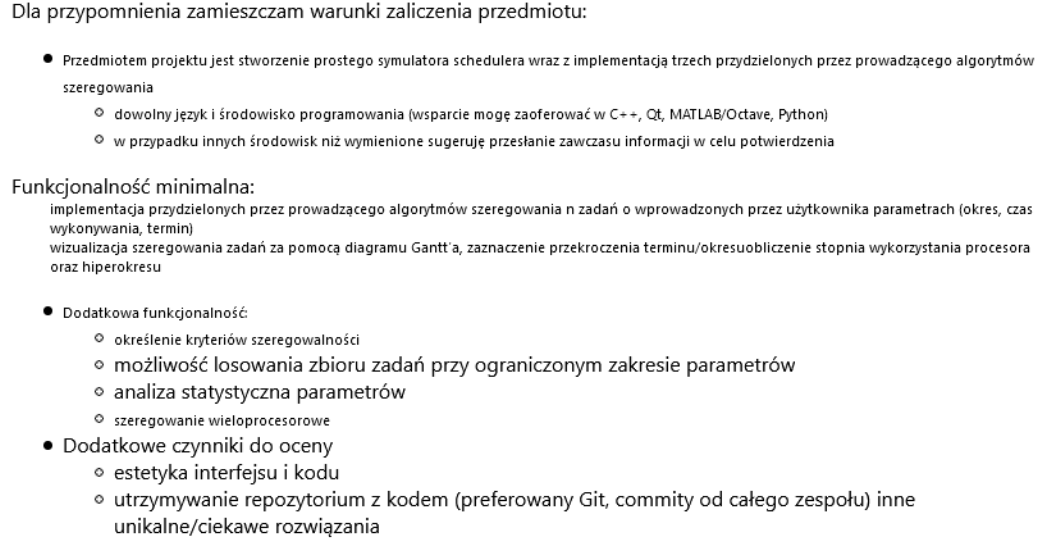 Dla przypomnienia zamieszczam warunki zaliczenia przedmiotu:
● Przedmiotem projektu jest stworzenie prostego symulatora schedulera wraz z implementacją trzech przydzielonych przez prowadzącego algorytmów
szeregowania
○ dowolny język i środowisko programowania (wsparcie mogę zaoferować w C++, Qt, MATLAB/Octave, Python)
○ w przypadku innych środowisk niż wymienione sugeruję przesłanie zawczasu informacji w celu potwierdzenia
Funkcjonalność minimalna:
implementacja przydzielonych przez prowadzącego algorytmów szeregowania n zadań o wprowadzonych przez użytkownika parametrach (okres, czas
wykonywania, termin)
wizualizacja szeregowania zadań za pomocą diagramu Gantt'a, zaznaczenie przekroczenia terminu/okresuobliczenie stopnia wykorzystania procesora
oraz hiperokresu
● Dodatkowa funkcjonalność:
○ określenie kryteriów szeregowalności
○ możliwość losowania zbioru zadań przy ograniczonym zakresie parametrów
○ analiza statystyczna parametrów
○ szeregowanie wieloprocesorowe
● Dodatkowe czynniki do oceny
○ estetyka interfejsu i kodu
○ utrzymywanie repozytorium z kodem (preferowany Git, commity od całego zespołu) inne
unikalne/ciekawe rozwiązania